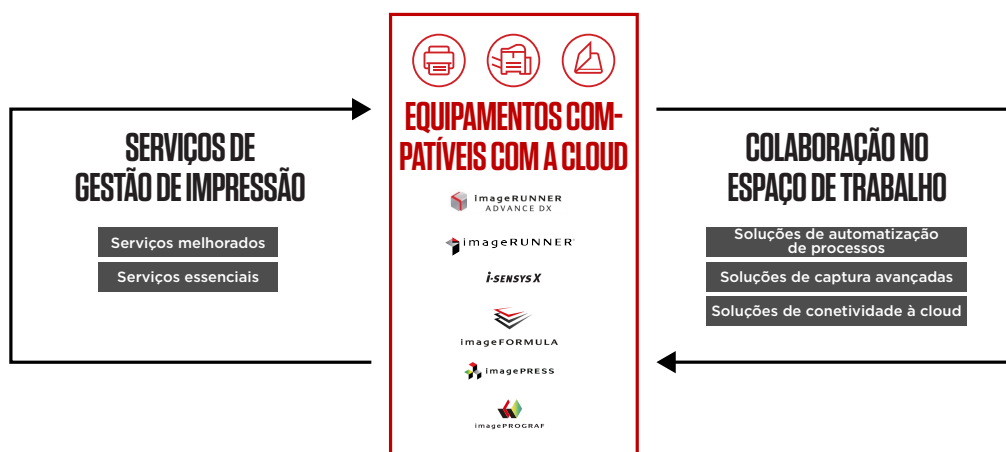 SERVIÇOS DE
GESTÃO DE IMPRESSÃO
Serviços melhorados
Serviços essenciais
EQUIPAMENTOS COM-
PATÍVEIS COM A CLOUD
imageRUNNER
ADVANCE DX
imageRUNNER
i-SENSYS X
imageFORMULA
imagePRESS
imagePROGRAF
COLABORAÇÃO NO
ESPAÇO DE TRABALHO
Soluções de automatização
de processos
Soluções de captura avançadas
Soluções de conetividade à cloud